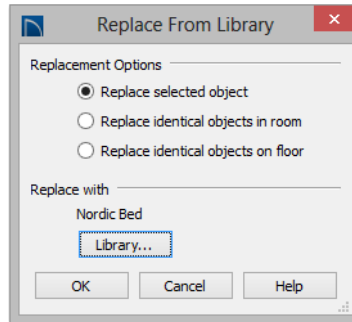 Replace From Library
Replacement Options
Replace selected object
Replace identical objects in room
Replace identical objects on floor
Replace with
Nordic Bed
Library...
OK Cancel Help